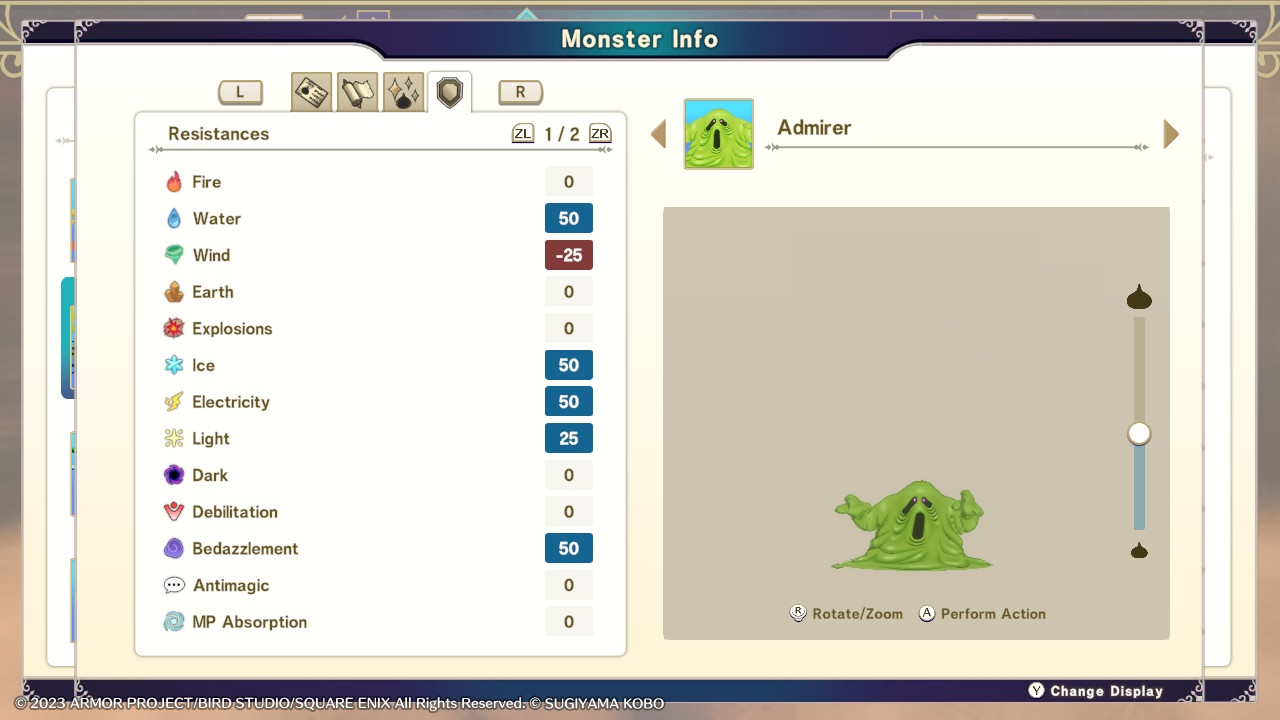 Monster Info
L
R
Resistances
ZL 1 / 2 ZR
Fire 0
Water 50
Wind -25
Earth 0
Explosions 0
Ice 50
Electricity 50
Light 25
Dark 0
Debilitation 0
Bedazzlement 50
Antimagic 0
MP Absorption 0
Admirer
R Rotate/Zoom A Perform Action
Y Change Display
© 2023 ARMOR PROJECT/BIRD STUDIO/SQUARE ENIX All Rights Reserved. © SUGIYAMA KOBO